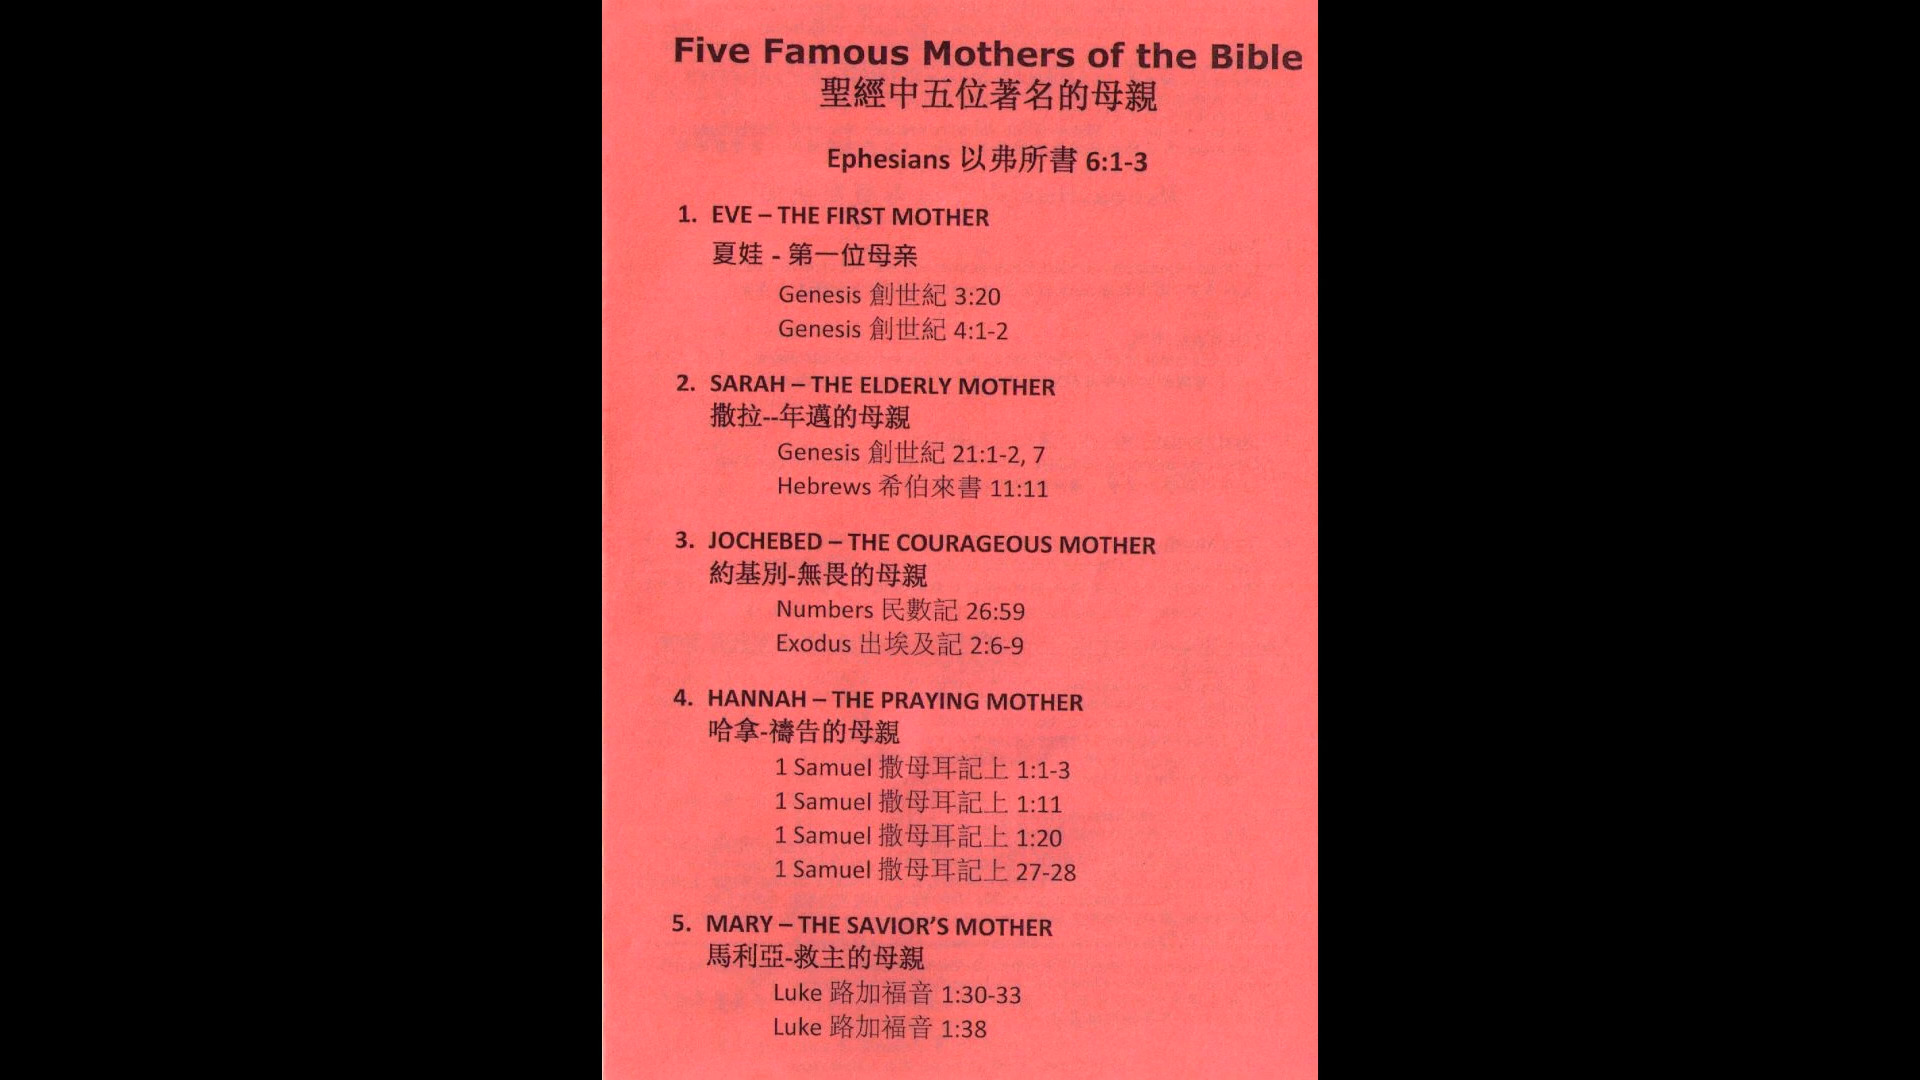 Five Famous Mothers of the Bible
聖經中五位著名的母親
Ephesians 以弗所書 6:1-3
1. EVE – THE FIRST MOTHER
夏娃 - 第一位母亲
Genesis 創世紀 3:20
Genesis 創世紀 4:1-2
2. SARAH – THE ELDERLY MOTHER
撒拉--年邁的母親
Genesis 創世紀 21:1-2, 7
Hebrews 希伯來書 11:11
3. JOCHEBED – THE COURAGEOUS MOTHER
約基別-無畏的母親
Numbers 民數記 26:59
Exodus 出埃及記 2:6-9
4. HANNAH – THE PRAYING MOTHER
哈拿-禱告的母親
1 Samuel 撒母耳記上 1:1-3
1 Samuel 撒母耳記上 1:11
1 Samuel 撒母耳記上 1:20
1 Samuel 撒母耳記上 27-28
5. MARY – THE SAVIOR’S MOTHER
馬利亞-救主的母親
Luke 路加福音 1:30-33
Luke 路加福音 1:38